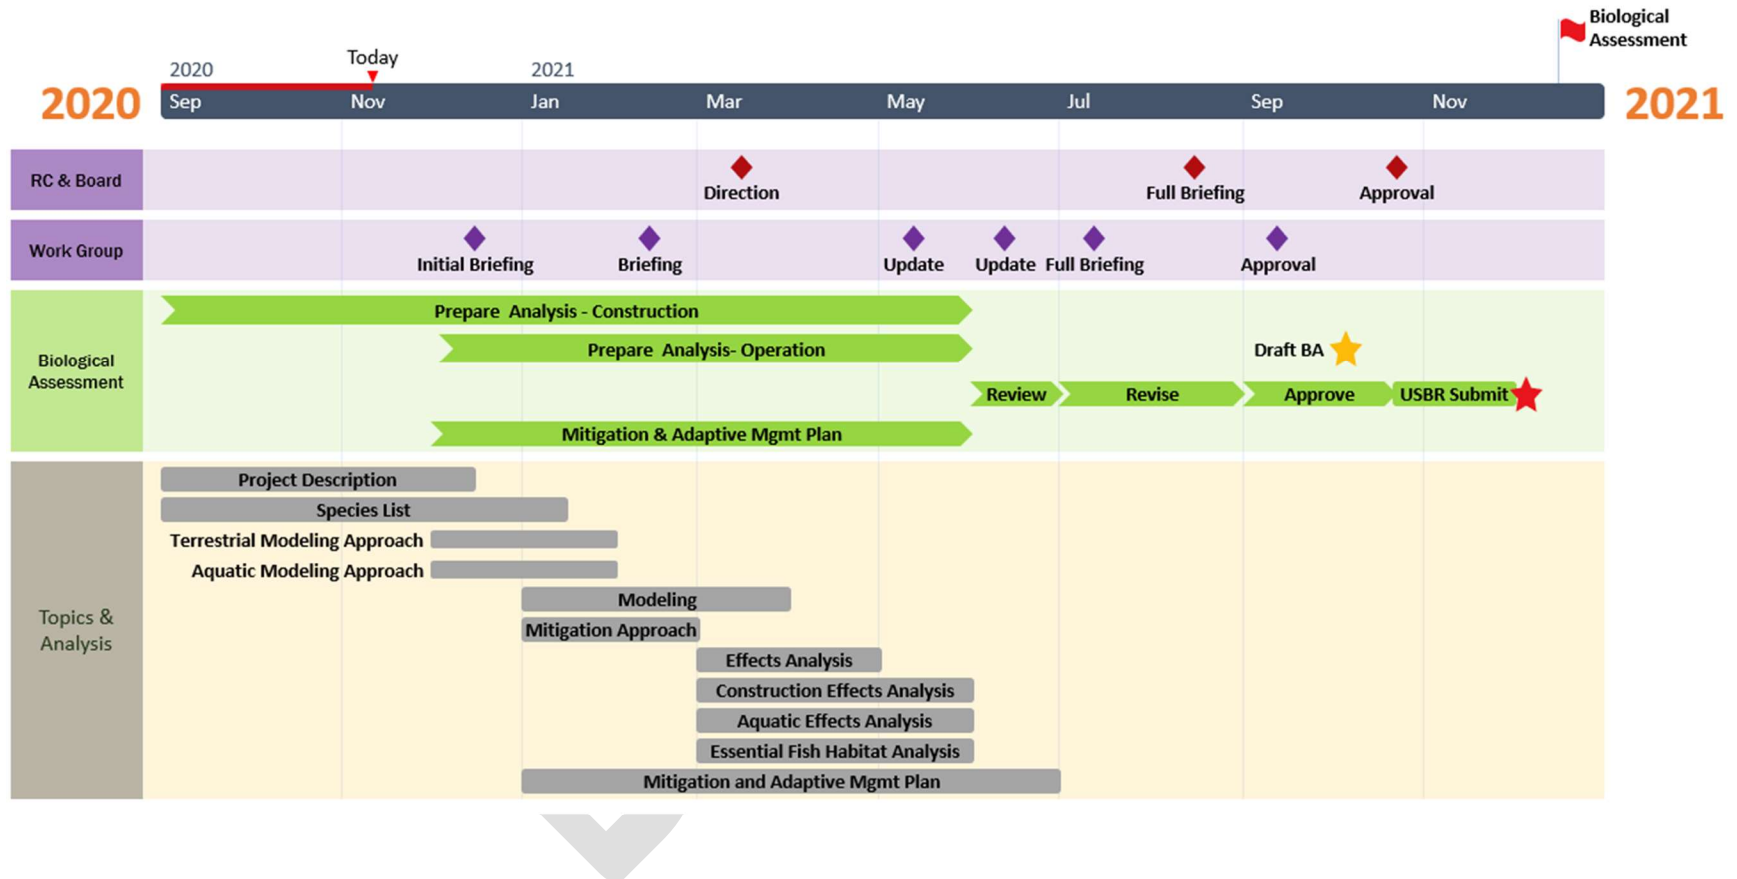 Biological
Assessment
Today
2020 2021
2020 Sep Nov Jan Mar May Jul Sep Nov 2021
RC & Board
Direction Full Briefing Approval
Work Group
Initial Briefing Briefing Update Update Full Briefing Approval
Biological
Assessment
Prepare Analysis - Construction
Prepare Analysis- Operation
Draft BA
Review Revise Approve USBR Submit
Mitigation & Adaptive Mgmt Plan
Topics &
Analysis
Project Description
Species List
Terrestrial Modeling Approach
Aquatic Modeling Approach
Modeling
Mitigation Approach
Effects Analysis
Construction Effects Analysis
Aquatic Effects Analysis
Essential Fish Habitat Analysis
Mitigation and Adaptive Mgmt Plan